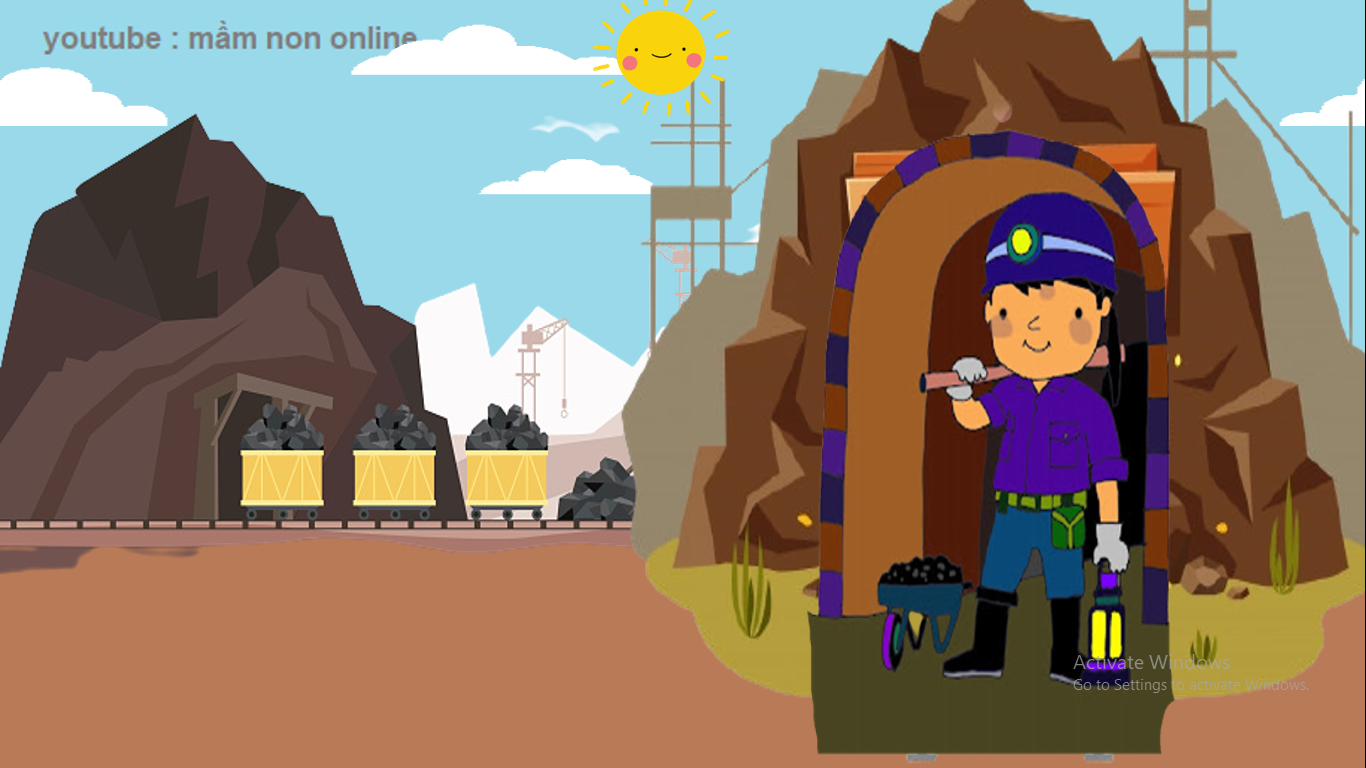 youtube : mầm non online
Activate Windows
Go to Settings to activate Windows.